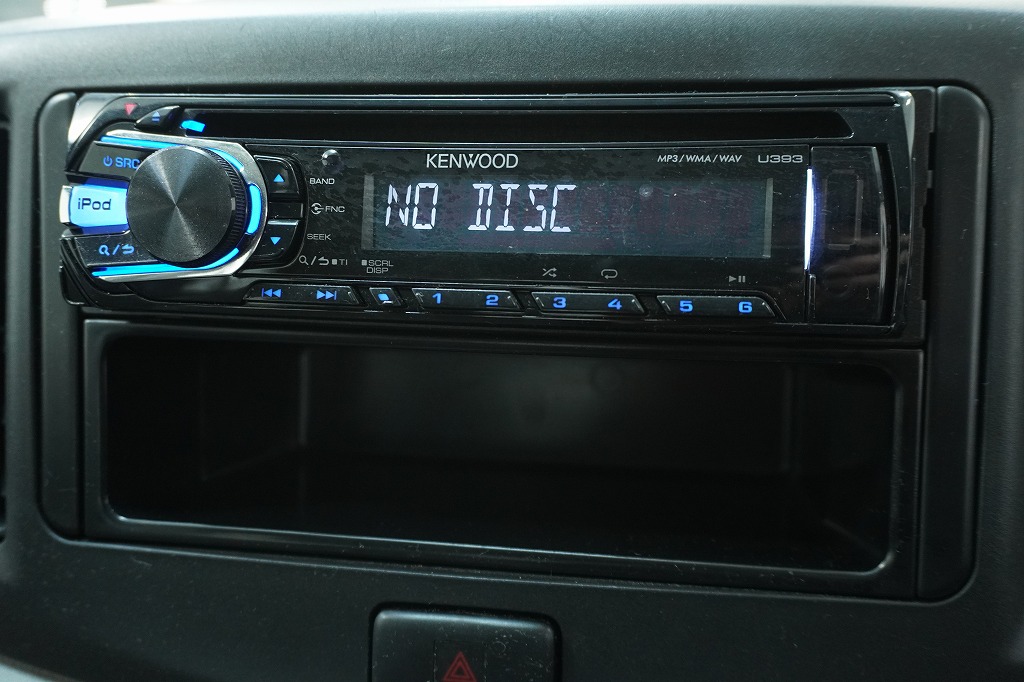 KENWOOD
MP3/WMA/WAV U393
SRC
BAND
iPod
NO DISC
FNC
SEEK
TI
SCRL
DISP
1 2 3 4 5 6